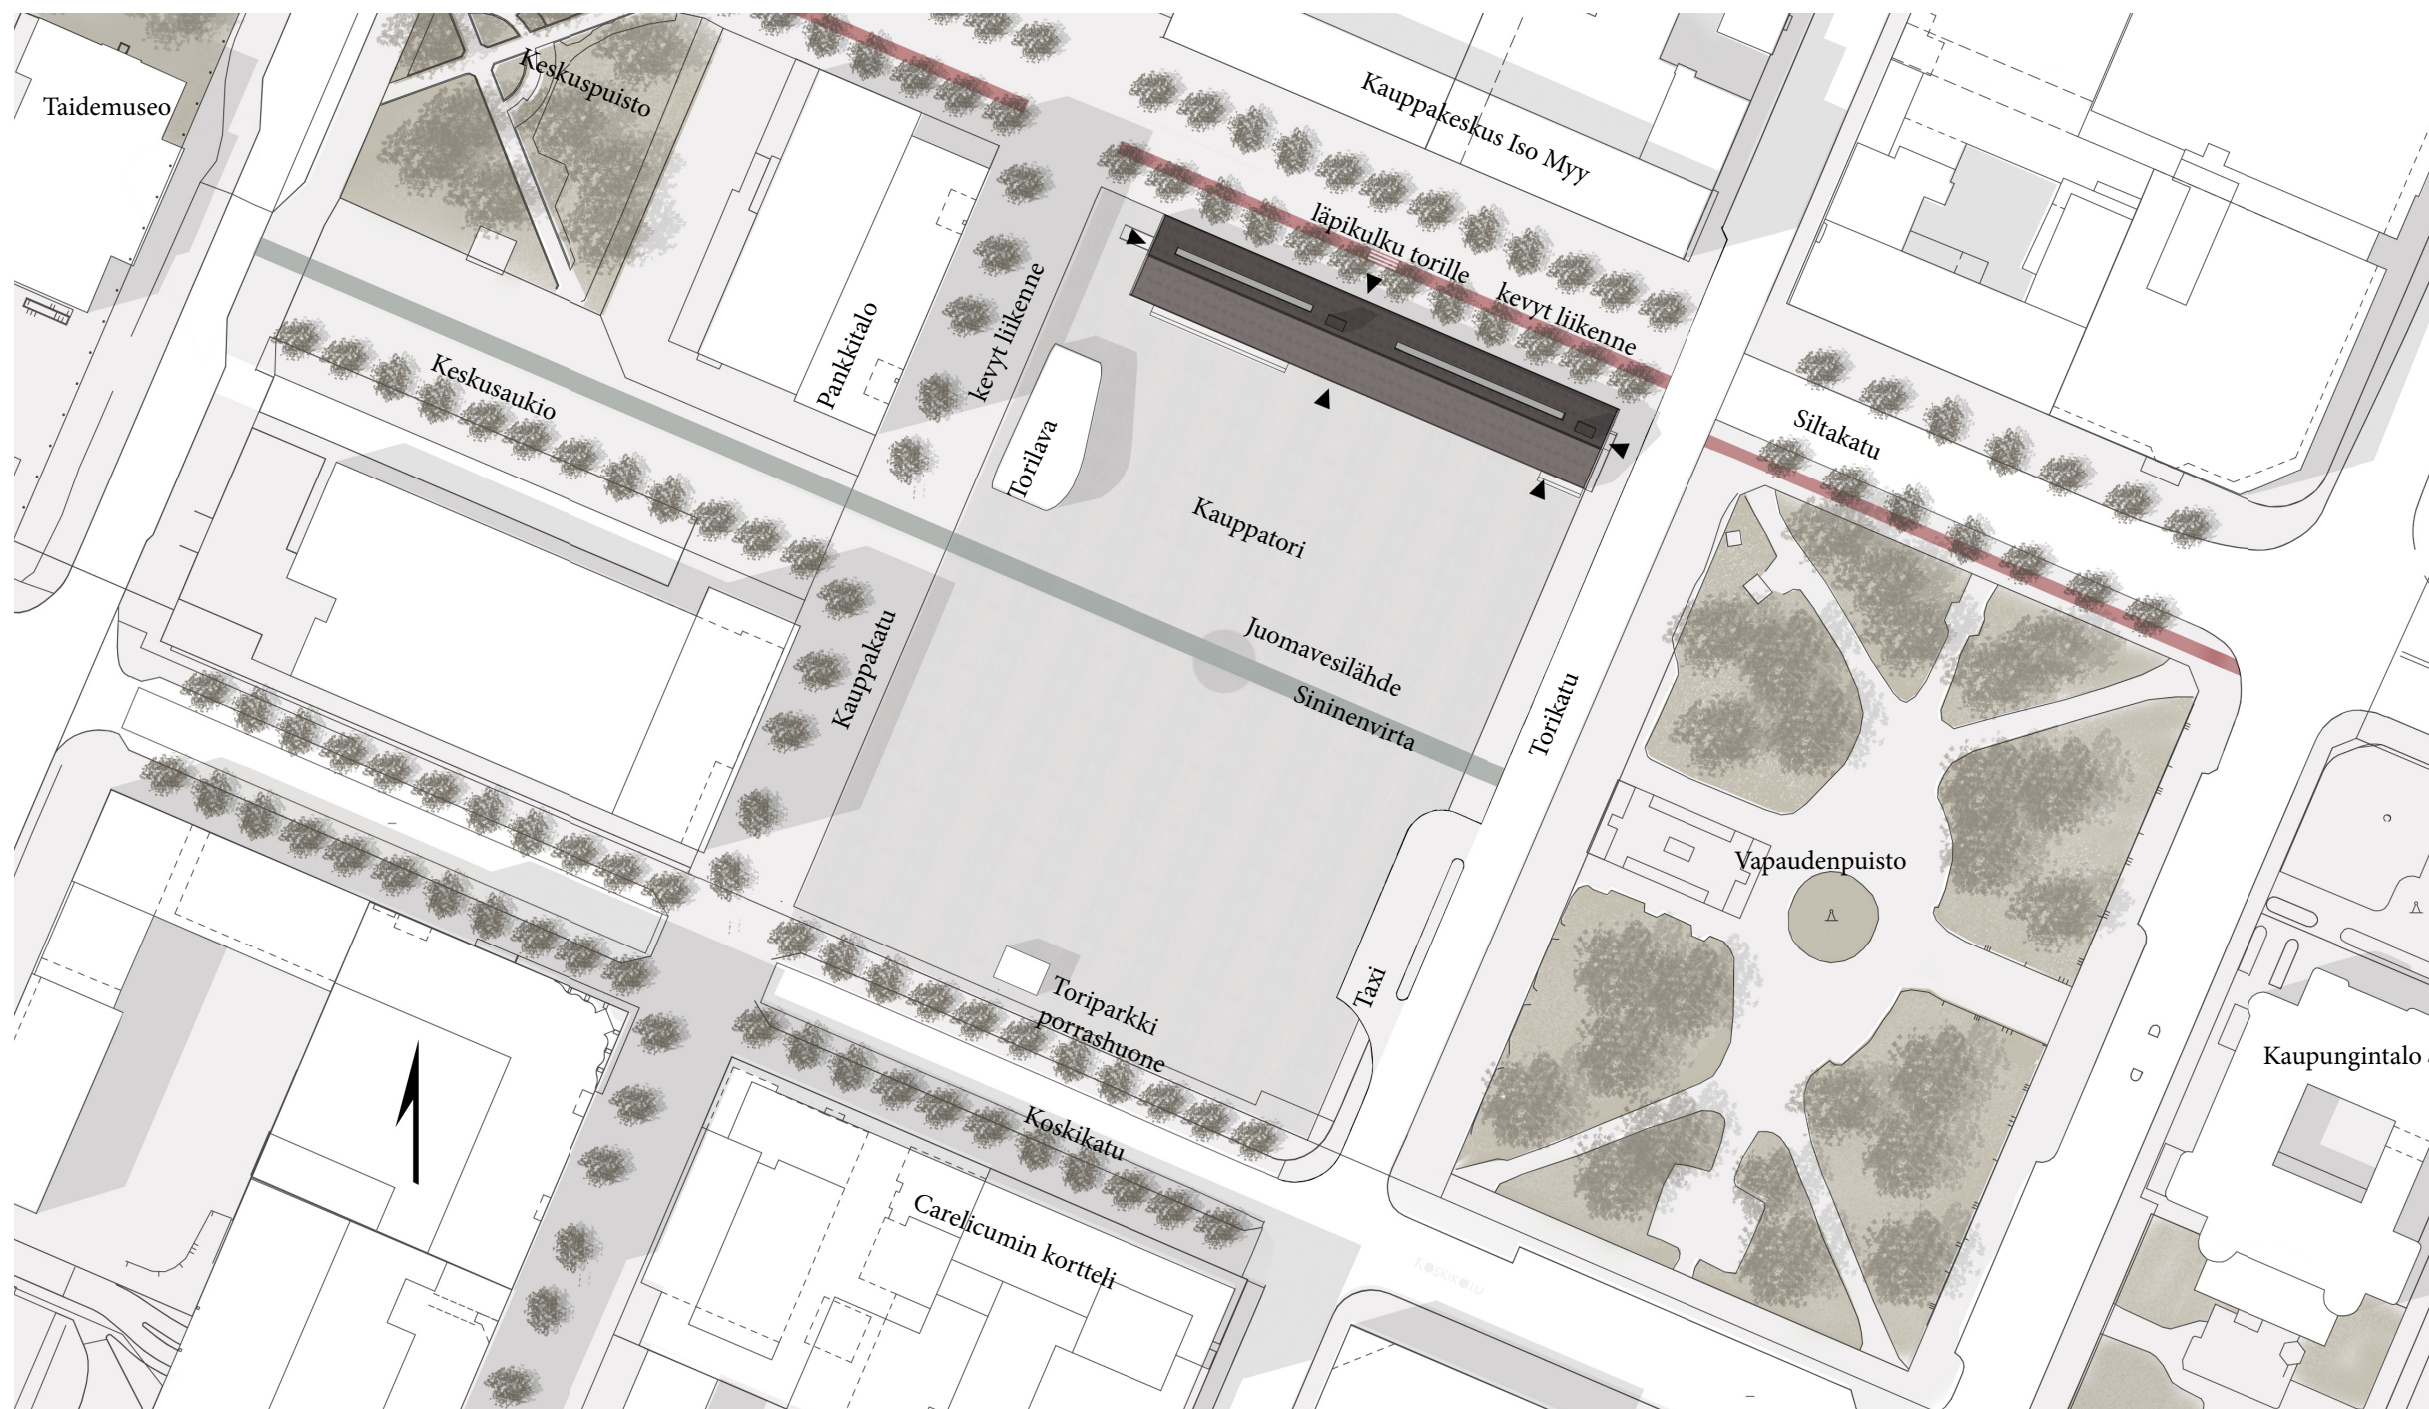 Keskuspuisto
Taidemuseo
Kauppakeskus Iso Myy
läpikulku torille
kevyt liikenne
kevyt liikenne
Pankkitalo
Keskusaukio
Torilava
Siltakatu
Kauppatori
Juomavesilähde
Sininenvirta
Kauppakatu
Torikatu
Vapaudenpuisto
Taxi
Toriparkki
porrashuone
Kaupungintalo
Koskikatu
Carelicumin kortteli
KOSKIKATU